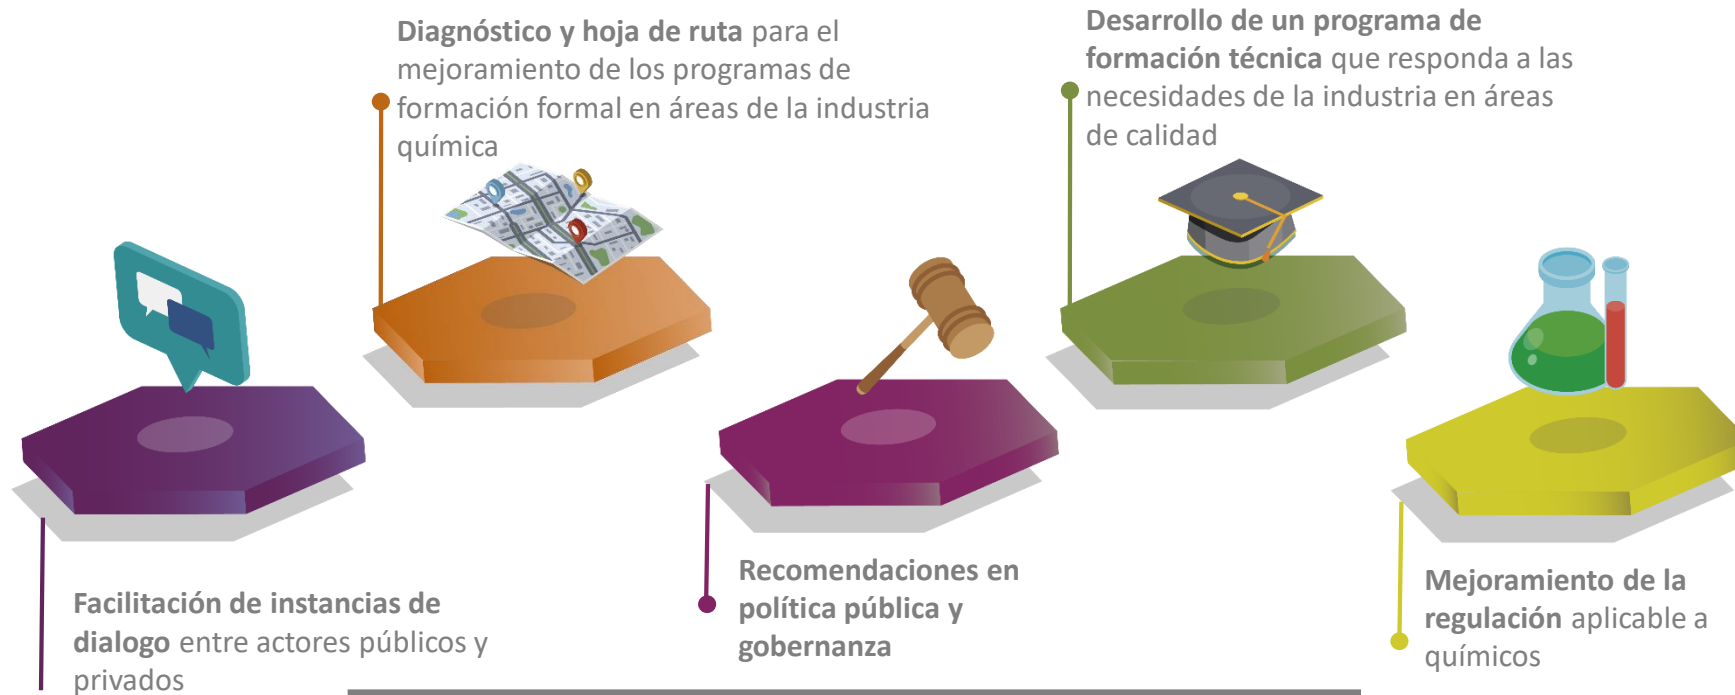 Facilitación de instancias de
dialogo entre actores públicos y
privados
Diagnóstico y hoja de ruta para el
mejoramiento de los programas de
formación formal en áreas de la industria
química
Recomendaciones en
política pública y
gobernanza
Desarrollo de un programa de
formación técnica que responda a las
necesidades de la industria en áreas
de calidad
Mejoramiento de la
regulación aplicable a
químicos